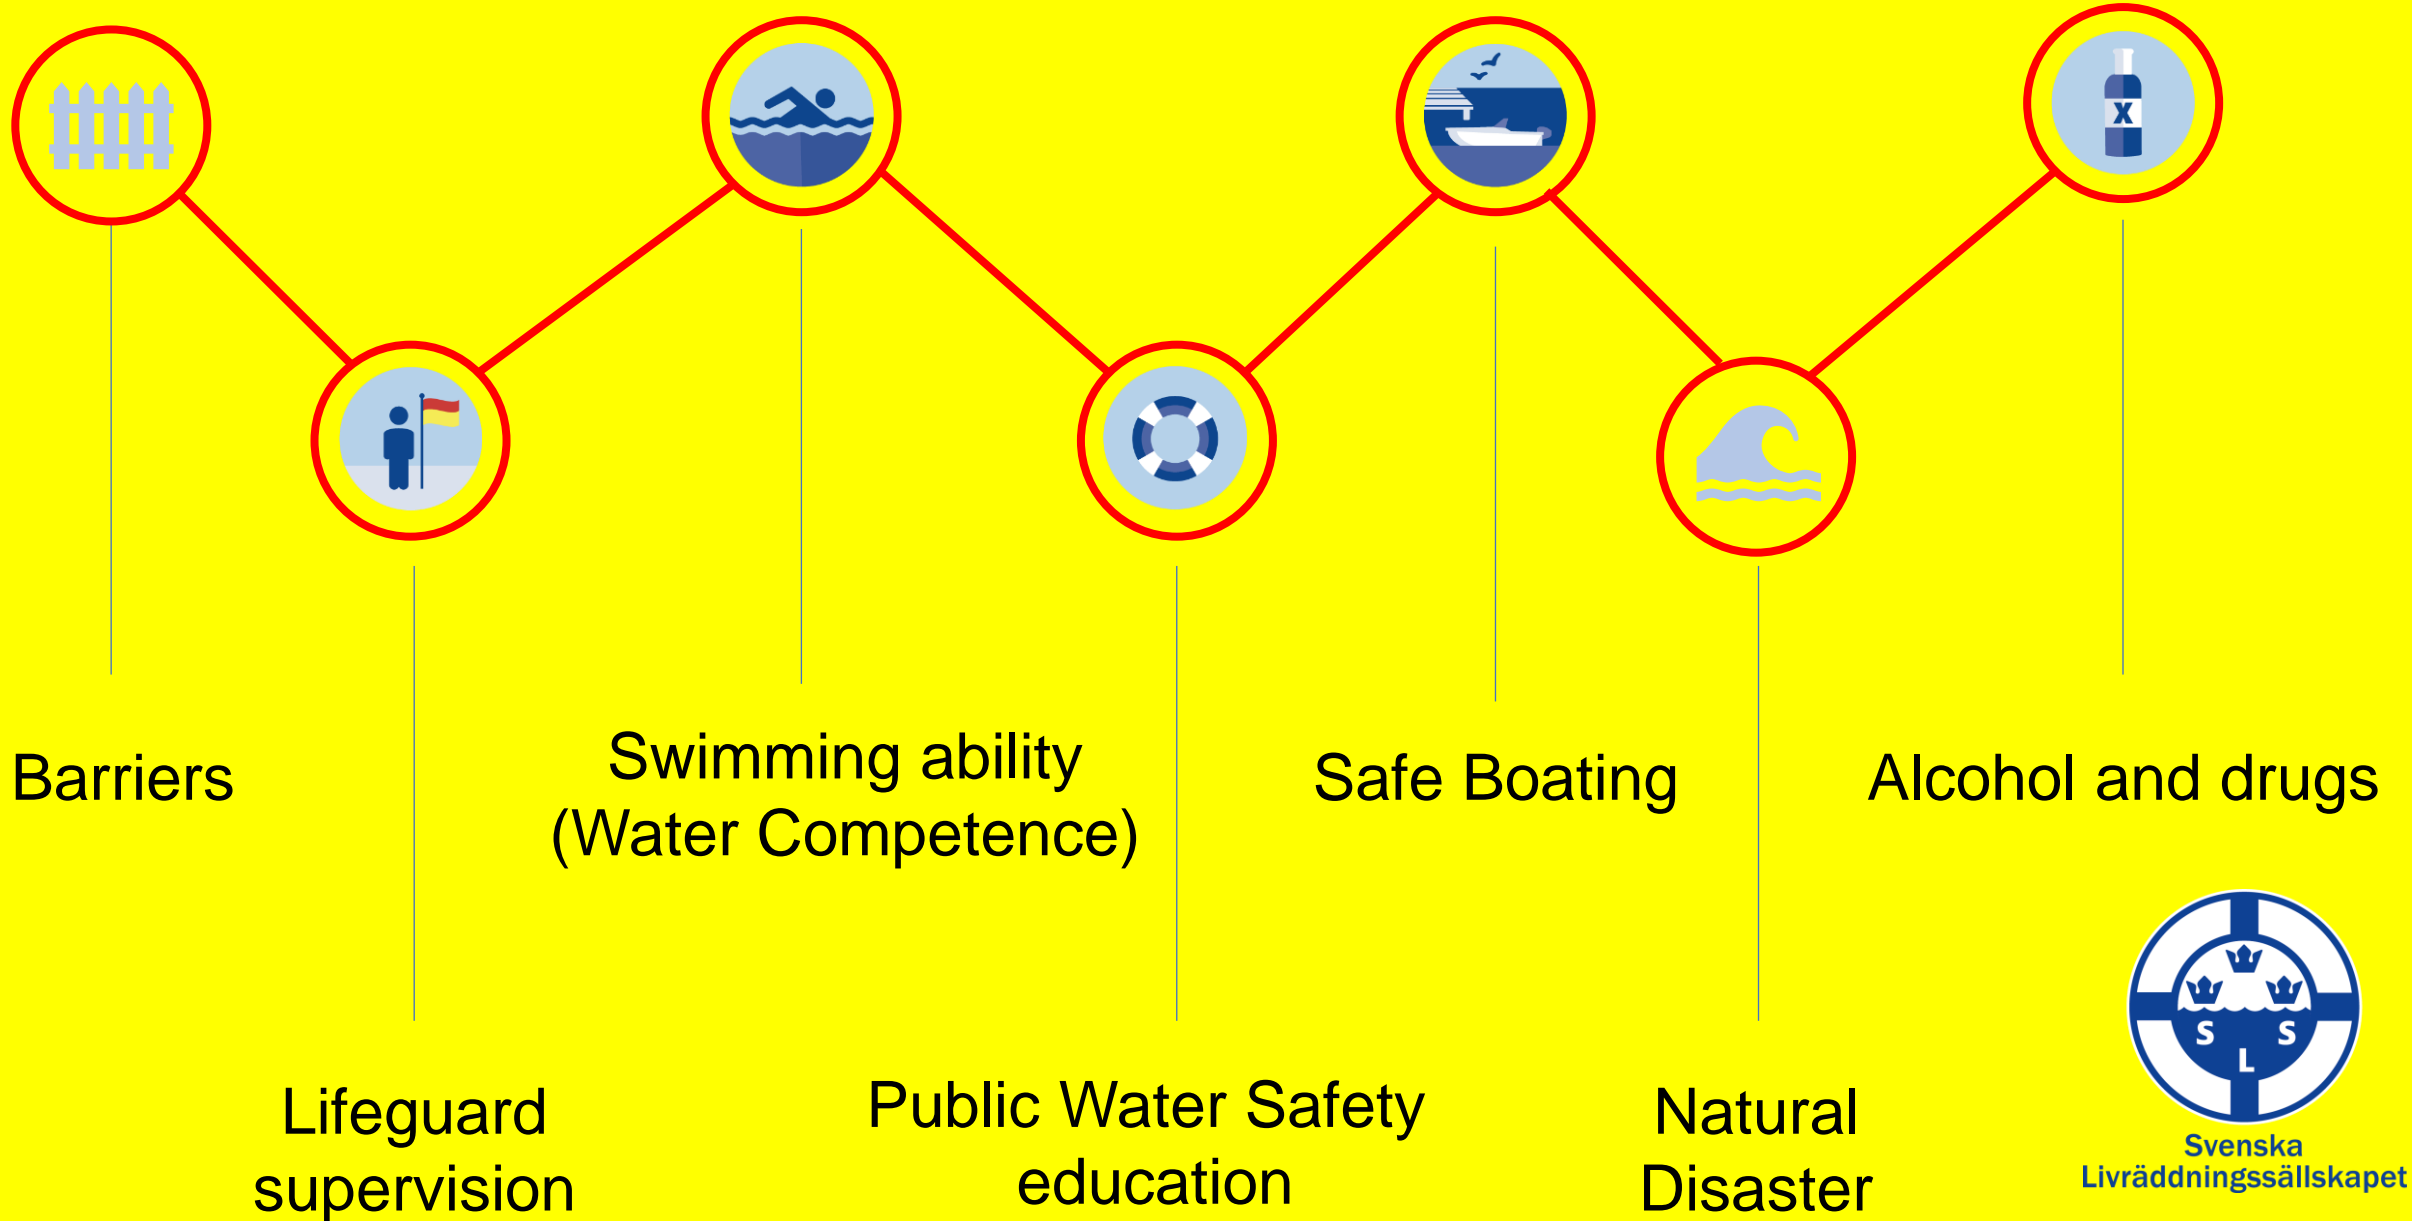 X
Barriers
Swimming ability
(Water Competence)
Safe Boating
Alcohol and drugs
Lifeguard
supervision
Public Water Safety
education
Natural
Disaster
S S
L
Svenska
Livräddningssällskapet